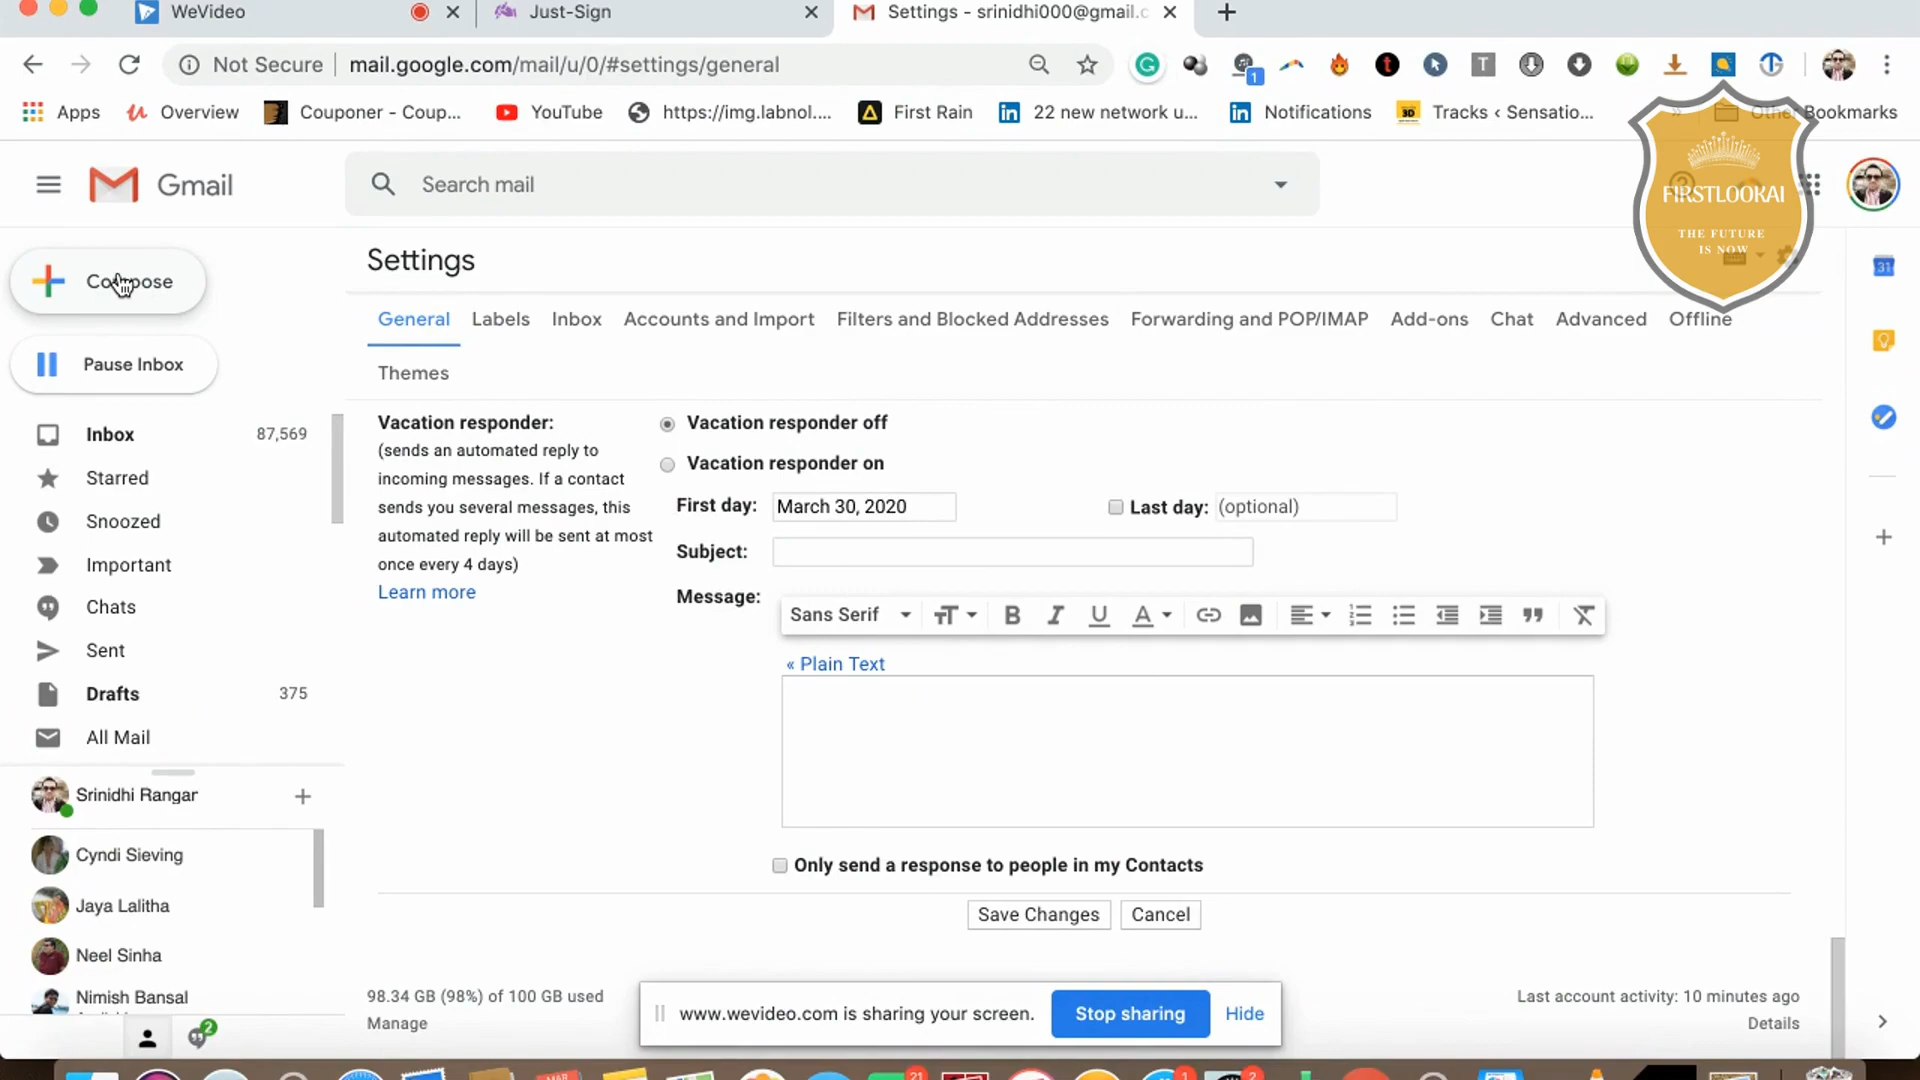 WeVideo
Just-Sign
Settings - srinidhi000@gmail.c
Not Secure
mail.google.com/mail/u/0/#settings/general
1
Apps
Overview
Couponer - Coup...
YouTube
https://img.labnol....
First Rain
22 new network u...
Notifications
Tracks ‹ Sensatio...
»
Other Bookmarks
Gmail
Search mail
FIRSTLOOKAI
THE FUTURE
IS NOW
Compose
Pause Inbox
Settings
31
General
Labels
Inbox
Accounts and Import
Filters and Blocked Addresses
Forwarding and POP/IMAP
Add-ons
Chat
Advanced
Offline
Themes
Inbox
87,569
Starred
Snoozed
Important
Chats
Sent
Drafts
375
All Mail
Vacation responder:
(sends an automated reply to
incoming messages. If a contact
sends you several messages, this
automated reply will be sent at most
once every 4 days)
Learn more
Vacation responder off
Vacation responder on
First day:
March 30, 2020
Last day:
(optional)
Subject:
Message:
Sans Serif
« Plain Text
Only send a response to people in my Contacts
Save Changes
Cancel
Srinidhi Rangar
Cyndi Sieving
Jaya Lalitha
Neel Sinha
Nimish Bansal
2
98.34 GB (98%) of 100 GB used
Manage
www.wevideo.com is sharing your screen.
Stop sharing
Hide
Last account activity: 10 minutes ago
Details
MAR
21
1
2